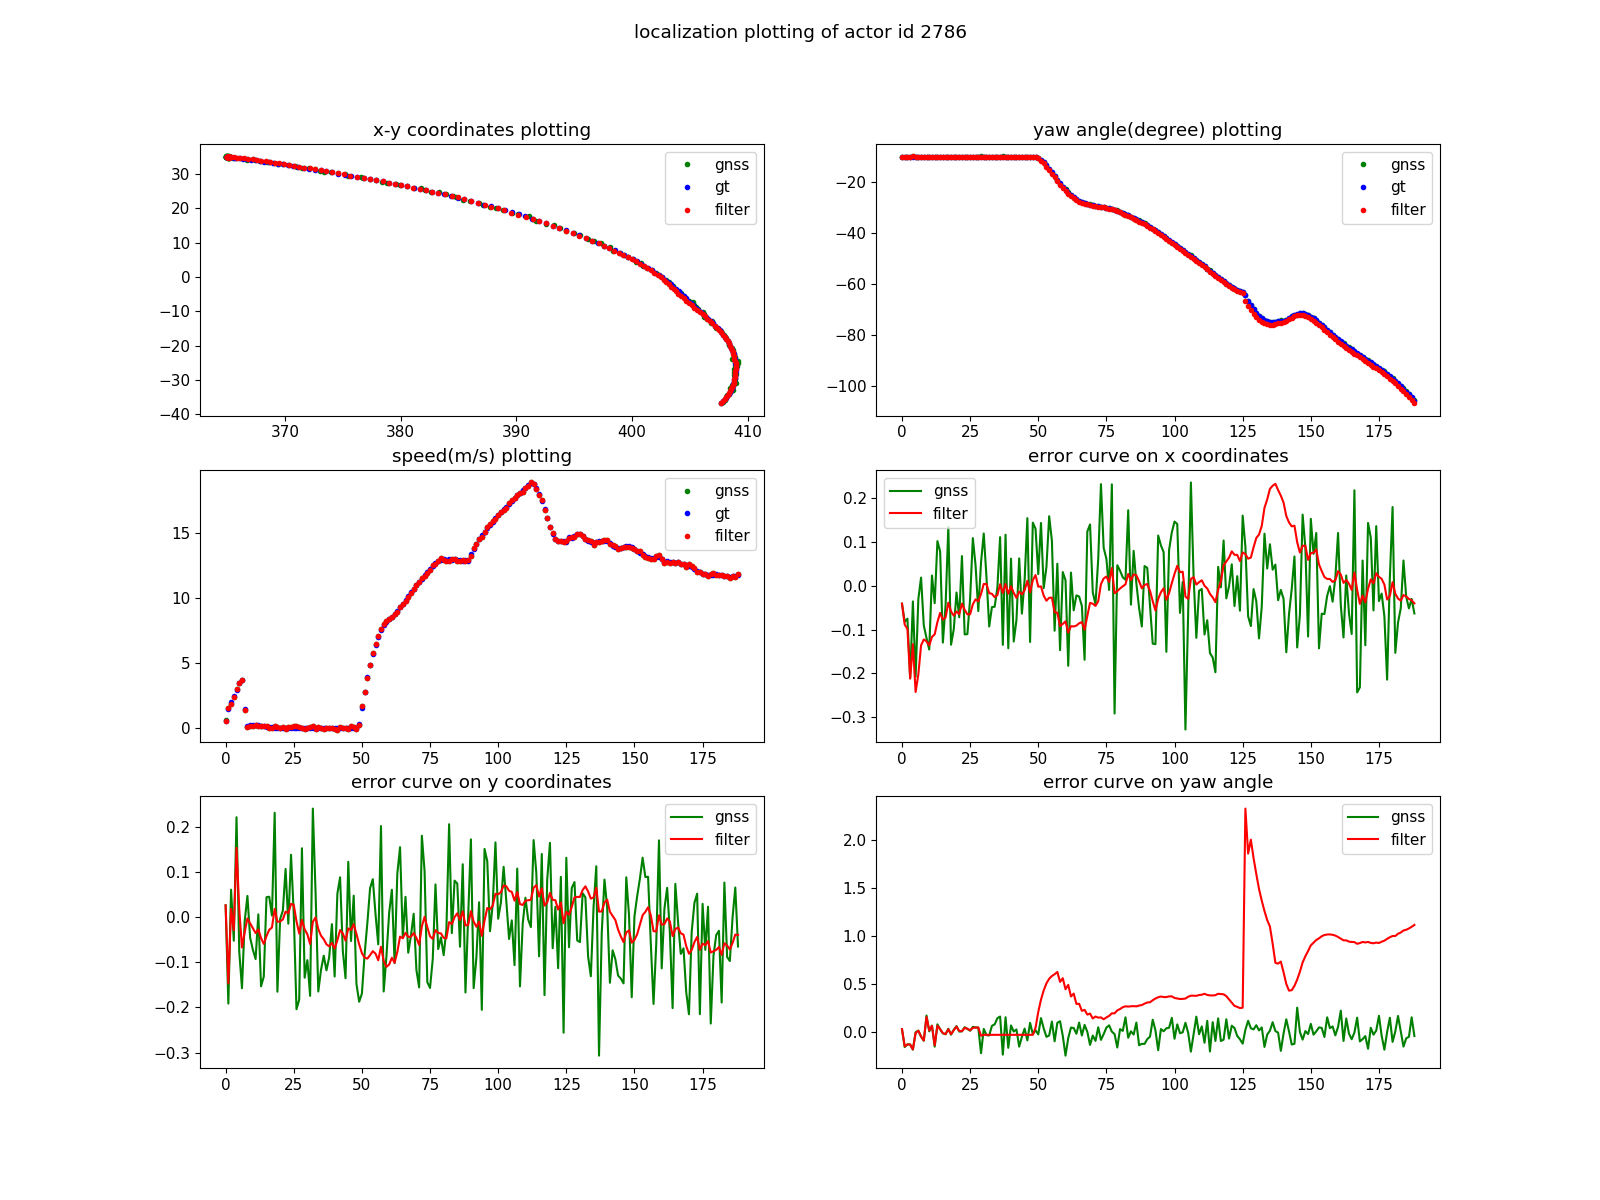 localization plotting of actor id 2786
x-y coordinates plotting
30
20
10
0
−10
−20
−30
−40
370 380 390 400 410
gnss
gt
filter
yaw angle(degree) plotting
−20
−40
−60
−80
−100
0 25 50 75 100 125 150 175
gnss
gt
filter
speed(m/s) plotting
15
10
5
0
0 25 50 75 100 125 150 175
gnss
gt
filter
error curve on x coordinates
0.2
0.1
0.0
−0.1
−0.2
−0.3
0 25 50 75 100 125 150 175
gnss
filter
error curve on y coordinates
0.2
0.1
0.0
−0.1
−0.2
−0.3
0 25 50 75 100 125 150 175
gnss
filter
error curve on yaw angle
2.0
1.5
1.0
0.5
0.0
0 25 50 75 100 125 150 175
gnss
filter